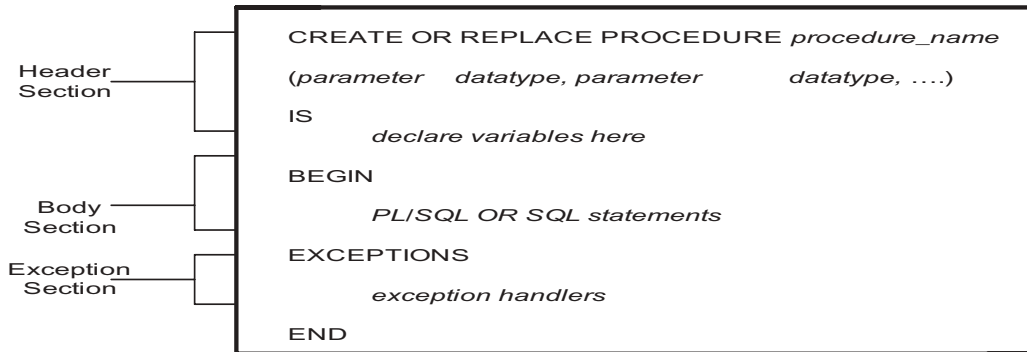 CREATE OR REPLACE PROCEDURE procedure_name
Header
Section
(parameter datatype, parameter datatype, ….)
IS
declare variables here
BEGIN
Body
Section
PL/SQL OR SQL statements
EXCEPTIONS
Exception
Section
exception handlers
END